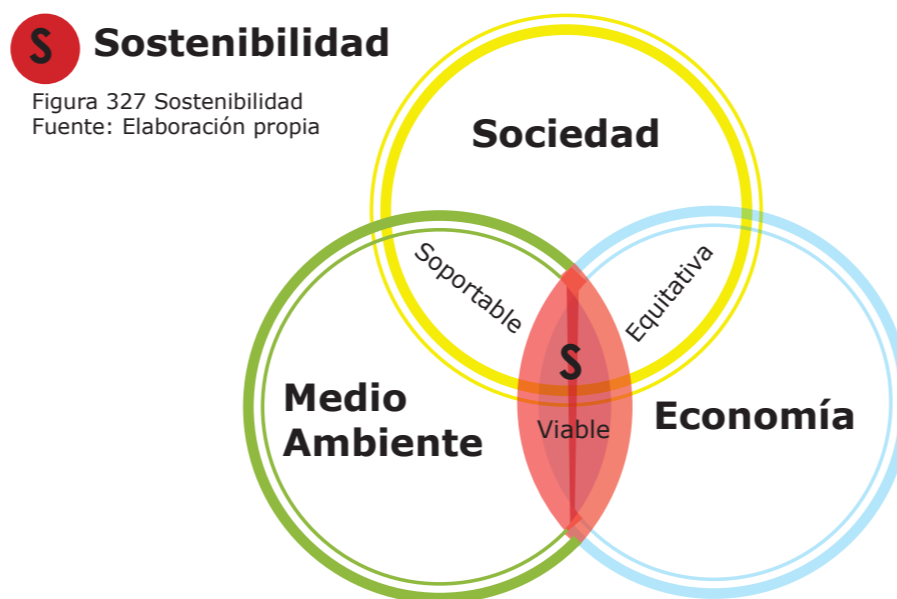 S Sostenibilidad
Figura 327 Sostenibilidad
Fuente: Elaboración propia
Sociedad
Soportable
Equitativa
S
Medio
Ambiente
Viable
Economía